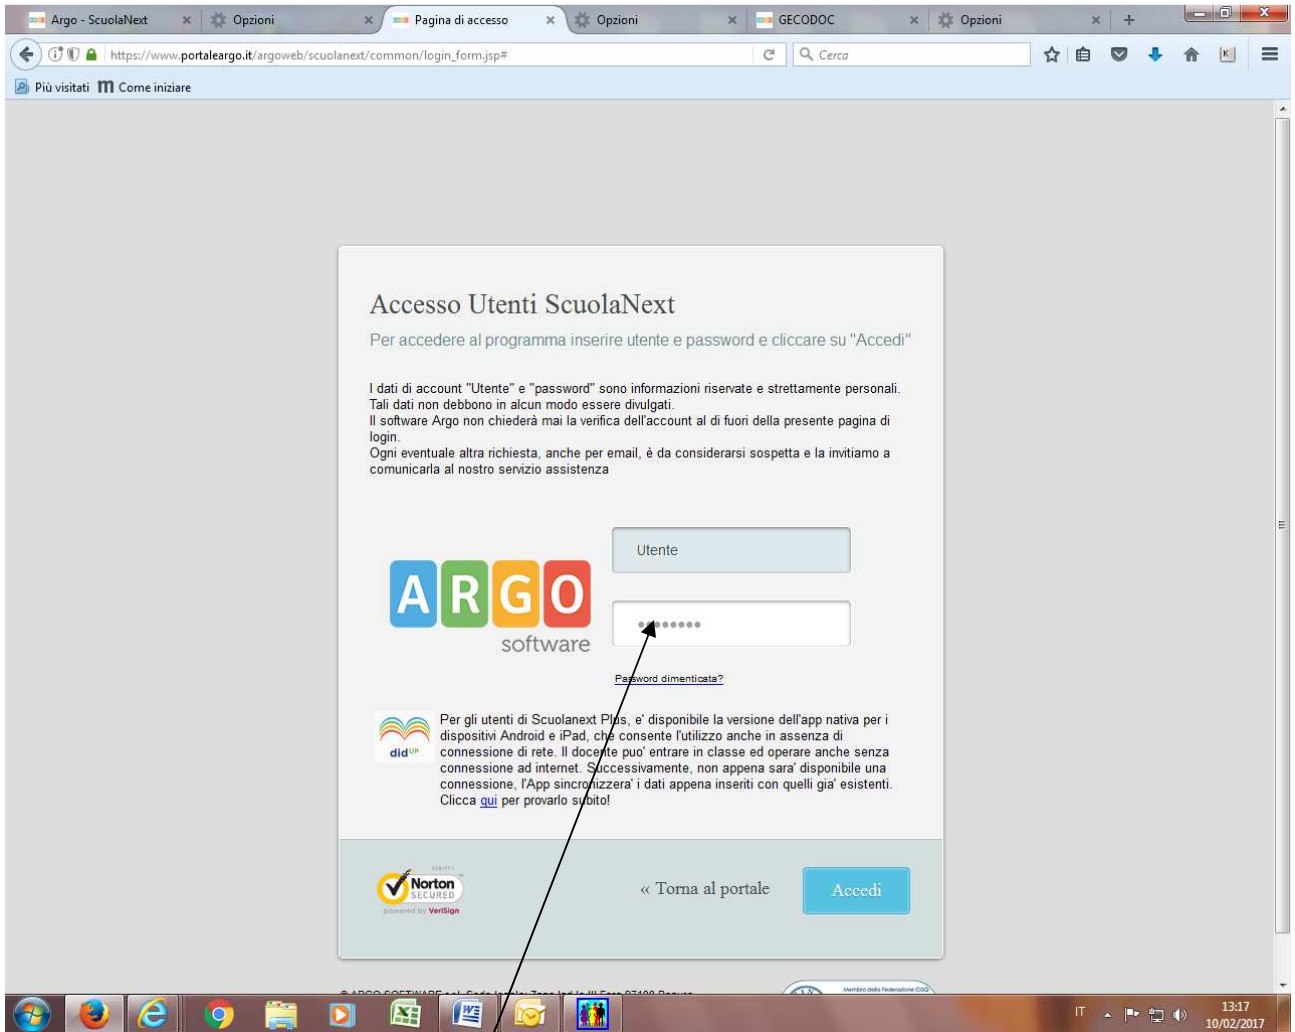 Argo - ScuolaNext
Opzioni
Pagina di accesso
Opzioni
GECODOC
Opzioni
https://www.portaleargo.it/argoweb/scuolanext/common/login_form.jsp#
Cerca
Più visitati
m Come iniziare
Accesso Utenti ScuolaNext
Per accedere al programma inserire utente e password e cliccare su "Accedi"
I dati di account "Utente" e "password" sono informazioni riservate e strettamente personali.
Tali dati non debbono in alcun modo essere divulgati.
Il software Argo non chiederà mai la verifica dell'account al di fuori della presente pagina di
login.
Ogni eventuale altra richiesta, anche per email, è da considerarsi sospetta e la invitiamo a
comunicarla al nostro servizio assistenza
Utente
ARGO
software
Password dimenticata?
didUP
Per gli utenti di Scuolanext Plus, e' disponibile la versione dell'app nativa per i
dispositivi Android e iPad, che consente l'utilizzo anche in assenza di
connessione di rete. Il docente puo' entrare in classe ed operare anche senza
connessione ad internet. Successivamente, non appena sara' disponibile una
connessione, l'App sincronizzera' i dati appena inseriti con quelli gia' esistenti.
Clicca qui per provarlo subito!
Norton
SECURED
powered by VeriSign
« Torna al portale
Accedi
Membro della Federazione CISQ
IT
13:17
10/02/2017